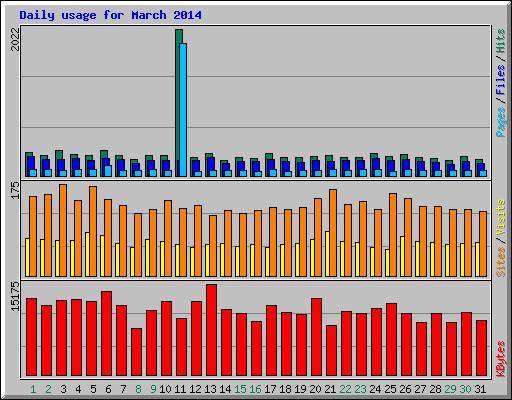 Daily usage for March 2014
2022
Pages / Files / Hits
175
Sites / Visits
15175
KBytes
1 2 3 4 5 6 7 8 9 10 11 12 13 14 15 16 17 18 19 20 21 22 23 24 25 26 27 28 29 30 31